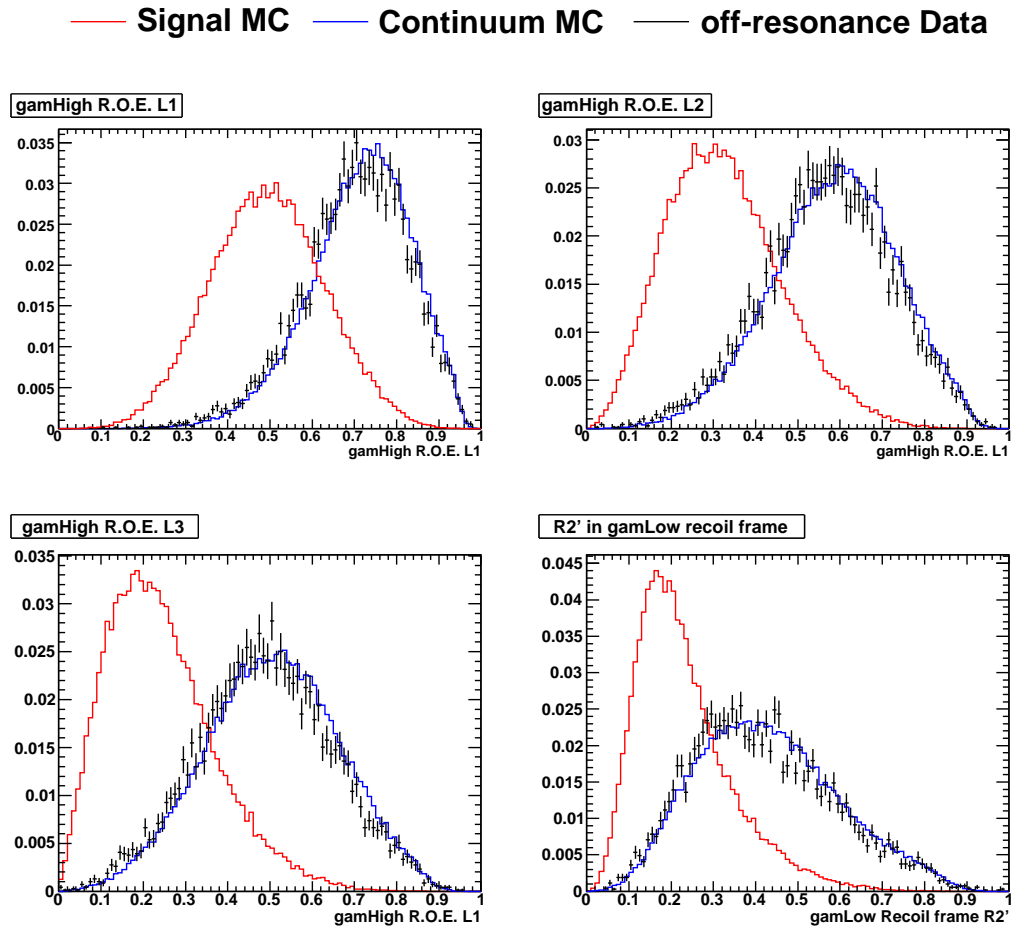 Signal MC Continuum MC off-resonance Data
gamHigh R.O.E. L1
0.035
0.03
0.025
0.02
0.015
0.01
0.005
0
0 0.1 0.2 0.3 0.4 0.5 0.6 0.7 0.8 0.9 1
gamHigh R.O.E. L1
gamHigh R.O.E. L2
0.03
0.025
0.02
0.015
0.01
0.005
0
0 0.1 0.2 0.3 0.4 0.5 0.6 0.7 0.8 0.9 1
gamHigh R.O.E. L1
gamHigh R.O.E. L3
0.035
0.03
0.025
0.02
0.015
0.01
0.005
0
0 0.1 0.2 0.3 0.4 0.5 0.6 0.7 0.8 0.9 1
gamHigh R.O.E. L1
R2' in gamLow recoil frame
0.045
0.04
0.035
0.03
0.025
0.02
0.015
0.01
0.005
0
0 0.1 0.2 0.3 0.4 0.5 0.6 0.7 0.8 0.9 1
gamLow Recoil frame R2'